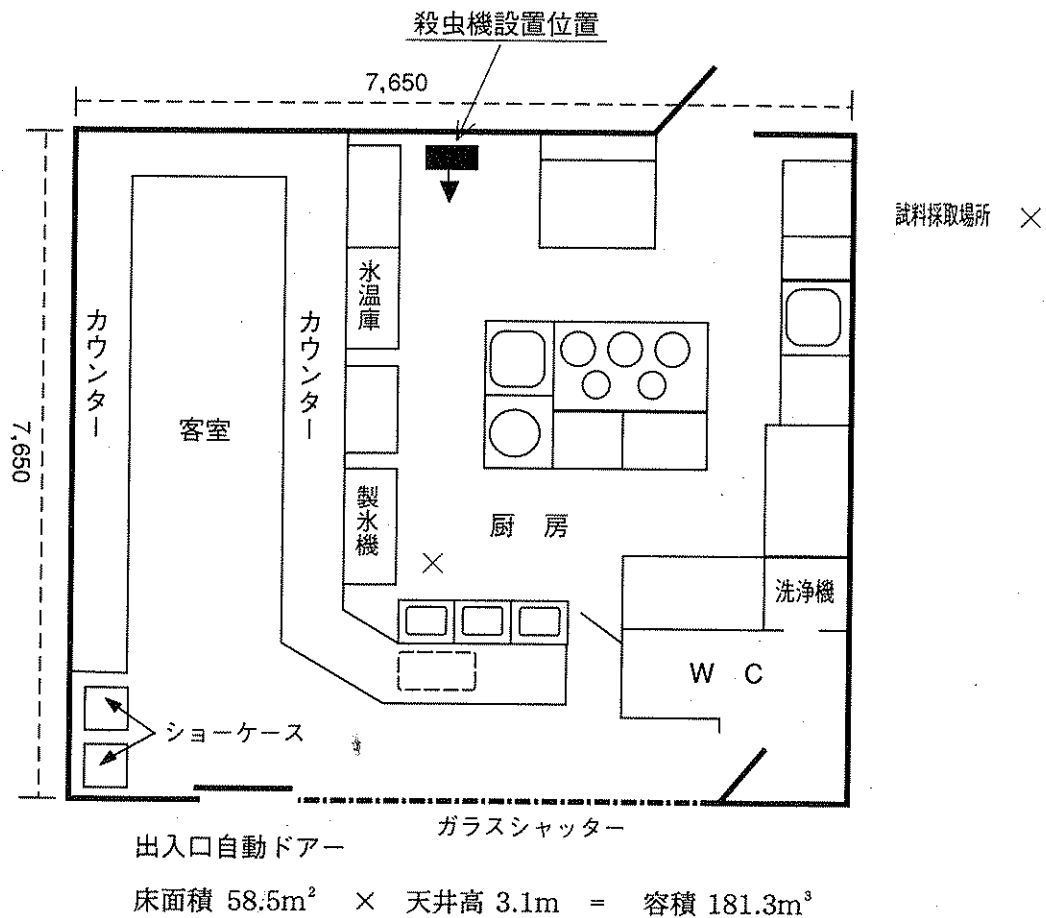 殺虫機設置位置
7,650
試料採取場所 ×
氷温庫
カウンター
カウンター
客室
7,650
製氷機
厨 房
×
洗浄機
W C
ショーケース
ガラスシャッター
出入口自動ドアー
床面積 58.5m² × 天井高 3.1m = 容積 181.3m³